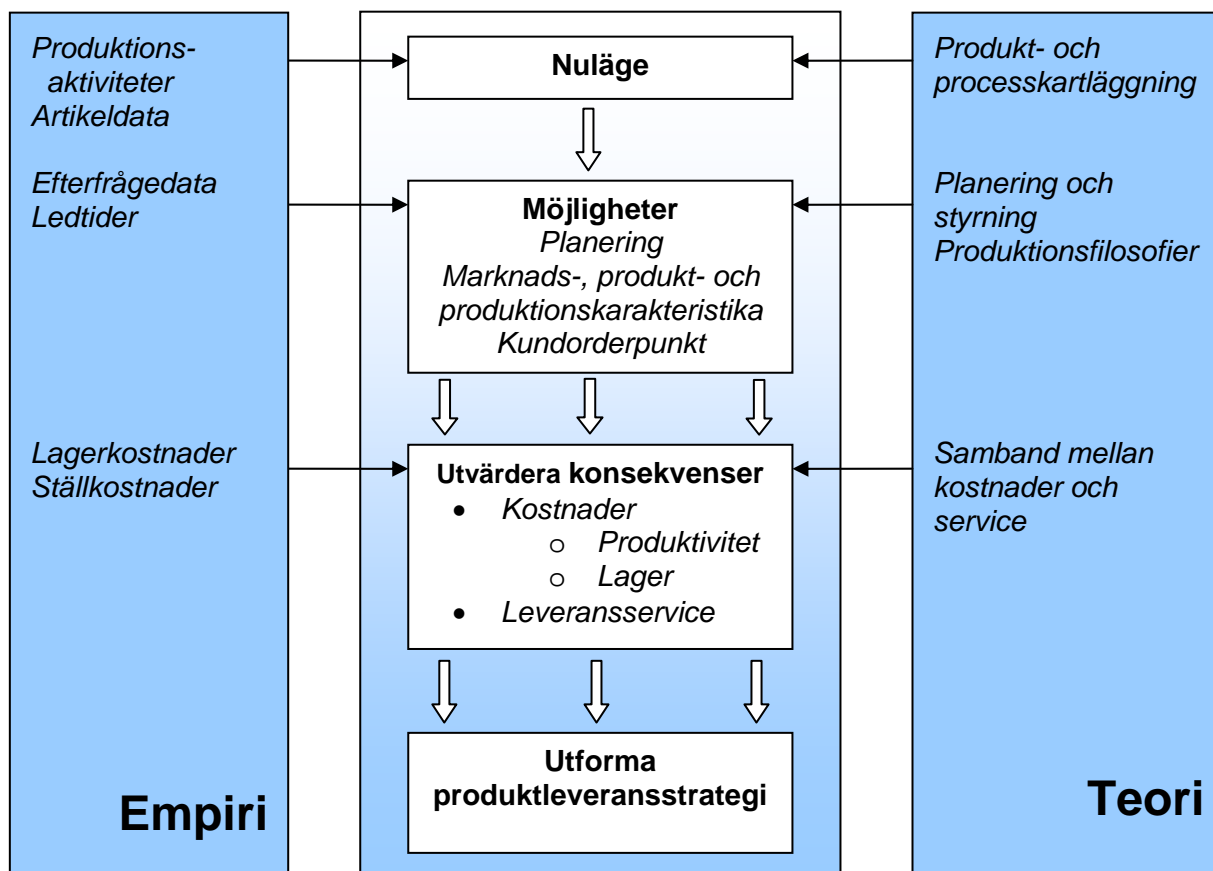 Produktions-
aktiviteter
Artikeldata
Efterfrågedata
Ledtider
Lagerkostnader
Ställkostnader
Empiri
Nuläge
Möjligheter
Planering
Marknads-, produkt- och
produktionskarakteristika
Kundorderpunkt
Utvärdera konsekvenser
• Kostnader
o Produktivitet
o Lager
• Leveransservice
Utforma
produktleveransstrategi
Produkt- och
processkartläggning
Planering och
styrning
Produktionsfilosofier
Samband mellan
kostnader och
service
Teori